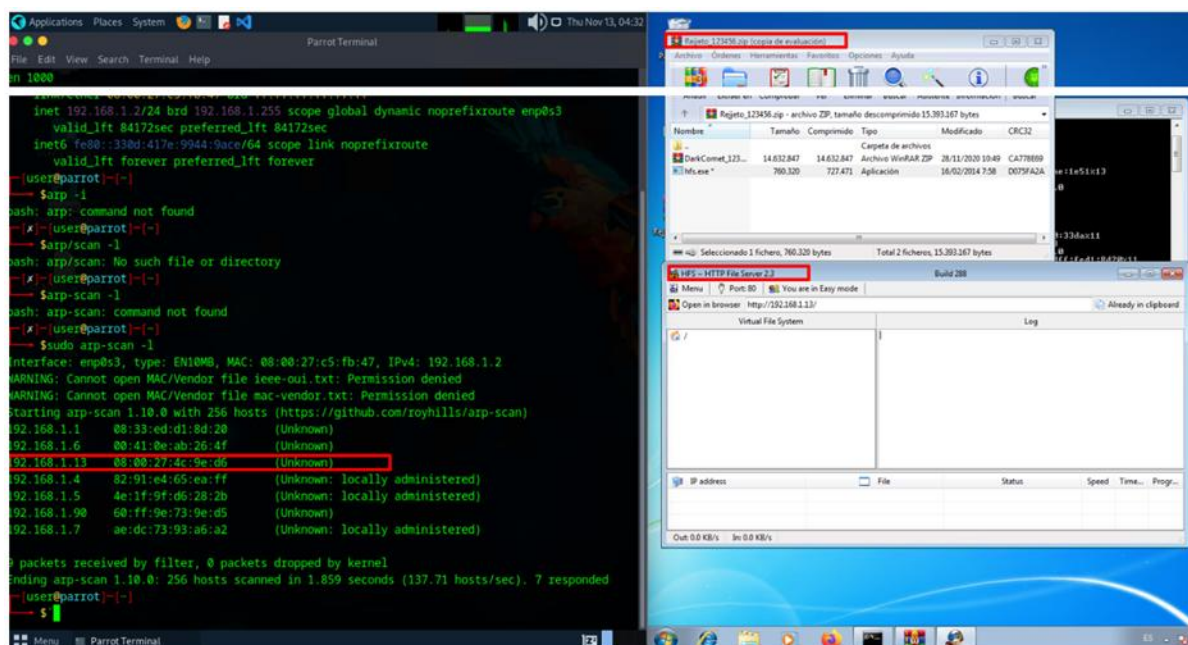 Applications Places System
Thu Nov 13, 04:32
Parrot Terminal
File Edit View Search Terminal Help
en 1000
inet 192.168.1.2/24 brd 192.168.1.255 scope global dynamic noprefixroute enp0s3
valid_lft 84172sec preferred_lft 84172sec
inet6 fe80::330d:417e:9944:9ace/64 scope link noprefixroute
valid_lft forever preferred_lft forever
[user@parrot]-[~]
$arp -i
bash: arp: command not found
[x]-[user@parrot]-[~]
$arp/scan -l
bash: arp/scan: No such file or directory
[x]-[user@parrot]-[~]
$arp-scan -l
bash: arp-scan: command not found
[x]-[user@parrot]-[~]
$sudo arp-scan -l
Interface: enp0s3, type: EN10MB, MAC: 08:00:27:c5:fb:47, IPv4: 192.168.1.2
WARNING: Cannot open MAC/Vendor file ieee-oui.txt: Permission denied
WARNING: Cannot open MAC/Vendor file mac-vendor.txt: Permission denied
Starting arp-scan 1.10.0 with 256 hosts (https://github.com/royhills/arp-scan)
192.168.1.1 08:33:ed:d1:8d:20 (Unknown)
192.168.1.6 00:41:0e:ab:26:4f (Unknown)
192.168.1.13 08:00:27:4c:9e:d6 (Unknown)
192.168.1.4 82:91:e4:65:ea:ff (Unknown: locally administered)
192.168.1.5 4e:1f:9f:d6:28:2b (Unknown: locally administered)
192.168.1.90 60:ff:9e:73:9e:d5 (Unknown)
192.168.1.7 ae:dc:73:93:a6:a2 (Unknown: locally administered)
9 packets received by filter, 0 packets dropped by kernel
Ending arp-scan 1.10.0: 256 hosts scanned in 1.859 seconds (137.71 hosts/sec). 7 responded
[user@parrot]-[~]
$
Menu Parrot Terminal
Rejjeto_123456.zip (copia de evaluación)
Archivo Órdenes Herramientas Favoritos Opciones Ayuda
Rejjeto_123456.zip - archivo ZIP, tamaño descomprimido 15.393.167 bytes
Nombre Tamaño Comprimido Tipo Modificado CRC32
.. Carpeta de archivos
DarkComet_123... 14.632.847 14.632.847 Archivo WinRAR ZIP 28/11/2020 10:49 CA778E69
hfs.exe * 760.320 727.471 Aplicación 16/02/2014 7:58 D075FA2A
Seleccionado 1 fichero, 760.320 bytes Total 2 ficheros, 15.393.167 bytes
HFS ~ HTTP File Server 2.3 Build 288
Menu Port: 80 You are in Easy mode
Open in browser http://192.168.1.13/ Already in clipboard
Virtual File System Log
/
IP address File Status Speed Time... Progr...
Out: 0.0 KB/s In: 0.0 KB/s
ES